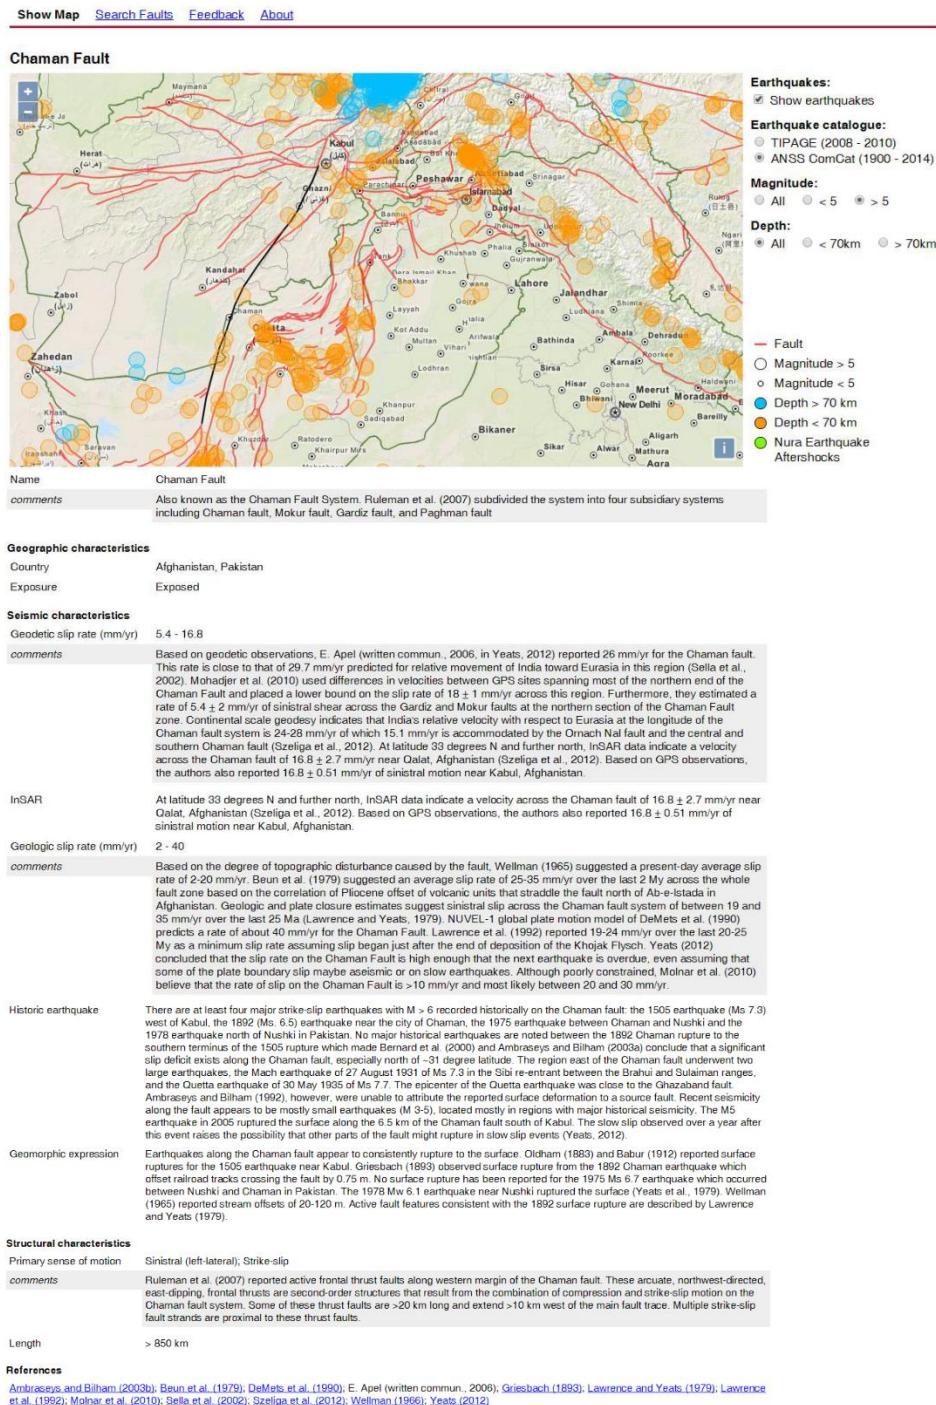 Show Map Search Faults Feedback About
Chaman Fault
Earthquakes:
Show earthquakes
Earthquake catalogue:
TIPAGE (2008 - 2010)
ANSS ComCat (1900 - 2014)
Magnitude:
All < 5 > 5
Depth:
All < 70km > 70km
Maymana
Chitral
Kabul
Asadabad
Herat
Jalalabad
Peshawar
Ghazni
Parachinar
Islamabad
Srinagar
Rutog
Bannu
Dadyal
Jhelum
Tank
Khushab
Phalia
Sialkot
Gujranwala
Kandahar
Dera Ismail Khan
Bhakkar
Lahore
Jalandhar
Zabol
Gojra
Layyah
Ludhiana
Shimla
Chaman
Kot Addu
Arifwala
Multan
Vihari
Bathinda
Ambala
Dehradun
Zahedan
Lodhran
Sirsa
Karnal
Roorkee
Hisar
Gohana
Meerut
Haldwani
Bhiwani
Moradabad
Khash
Khanpur
Sadiqabad
New Delhi
Bareilly
Bikaner
Khuzdar
Ratodero
Aligarh
Saravan
Khairpur Mirs
Sikar
Alwar
Mathura
Iranshahr
Agra
Fault
Magnitude > 5
Magnitude < 5
Depth > 70 km
Depth < 70 km
Nura Earthquake
Aftershocks
Name Chaman Fault
comments Also known as the Chaman Fault System. Ruleman et al. (2007) subdivided the system into four subsidiary systems
including Chaman fault, Mokur fault, Gardiz fault, and Paghman fault
Geographic characteristics
Country Afghanistan, Pakistan
Exposure Exposed
Seismic characteristics
Geodetic slip rate (mm/yr) 5.4 - 16.8
comments Based on geodetic observations, E. Apel (written commun., 2006, in Yeats, 2012) reported 26 mm/yr for the Chaman fault.
This rate is close to that of 29.7 mm/yr predicted for relative movement of India toward Eurasia in this region (Sella et al.,
2002). Mohadjer et al. (2010) used differences in velocities between GPS sites spanning most of the northern end of the
Chaman Fault and placed a lower bound on the slip rate of 18 ± 1 mm/yr across this region. Furthermore, they estimated a
rate of 5.4 ± 2 mm/yr of sinistral shear across the Gardiz and Mokur faults at the northern section of the Chaman Fault
zone. Continental scale geodesy indicates that India's relative velocity with respect to Eurasia at the longitude of the
Chaman fault system is 24-28 mm/yr of which 15.1 mm/yr is accommodated by the Ornach Nal fault and the central and
southern Chaman fault (Szeliga et al., 2012). At latitude 33 degrees N and further north, InSAR data indicate a velocity
across the Chaman fault of 16.8 ± 2.7 mm/yr near Qalat, Afghanistan (Szeliga et al., 2012). Based on GPS observations,
the authors also reported 16.8 ± 0.51 mm/yr of sinistral motion near Kabul, Afghanistan.
InSAR At latitude 33 degrees N and further north, InSAR data indicate a velocity across the Chaman fault of 16.8 ± 2.7 mm/yr near
Qalat, Afghanistan (Szeliga et al., 2012). Based on GPS observations, the authors also reported 16.8 ± 0.51 mm/yr of
sinistral motion near Kabul, Afghanistan.
Geologic slip rate (mm/yr) 2 - 40
comments Based on the degree of topographic disturbance caused by the fault, Wellman (1965) suggested a present-day average slip
rate of 2-20 mm/yr. Beun et al. (1979) suggested an average slip rate of 25-35 mm/yr over the last 2 My across the whole
fault zone based on the correlation of Pliocene offset of volcanic units that straddle the fault north of Ab-e-Istada in
Afghanistan. Geologic and plate closure estimates suggest sinistral slip across the Chaman fault system of between 19 and
35 mm/yr over the last 25 Ma (Lawrence and Yeats, 1979). NUVEL-1 global plate motion model of DeMets et al. (1990)
predicts a rate of about 40 mm/yr for the Chaman Fault. Lawrence et al. (1992) reported 19-24 mm/yr over the last 20-25
My as a minimum slip rate assuming slip began just after the end of deposition of the Khojak Flysch. Yeats (2012)
concluded that the slip rate on the Chaman Fault is high enough that the next earthquake is overdue, even assuming that
some of the plate boundary slip maybe aseismic or on slow earthquakes. Although poorly constrained, Molnar et al. (2010)
believe that the rate of slip on the Chaman Fault is >10 mm/yr and most likely between 20 and 30 mm/yr.
Historic earthquake There are at least four major strike-slip earthquakes with M > 6 recorded historically on the Chaman fault: the 1505 earthquake (Ms 7.3)
west of Kabul, the 1892 (Ms. 6.5) earthquake near the city of Chaman, the 1975 earthquake between Chaman and Nushki and the
1978 earthquake north of Nushki in Pakistan. No major historical earthquakes are noted between the 1892 Chaman rupture to the
southern terminus of the 1505 rupture which made Bernard et al. (2000) and Ambraseys and Bilham (2003a) conclude that a significant
slip deficit exists along the Chaman fault, especially north of ~31 degree latitude. The region east of the Chaman fault underwent two
large earthquakes, the Mach earthquake of 27 August 1931 of Ms 7.3 in the Sibi re-entrant between the Brahui and Sulaiman ranges,
and the Quetta earthquake of 30 May 1935 of Ms 7.7. The epicenter of the Quetta earthquake was close to the Ghazaband fault.
Ambraseys and Bilham (1992), however, were unable to attribute the reported surface deformation to a source fault. Recent seismicity
along the fault appears to be mostly small earthquakes (M 3-5), located mostly in regions with major historical seismicity. The M5
earthquake in 2005 ruptured the surface along the 6.5 km of the Chaman fault south of Kabul. The slow slip observed over a year after
this event raises the possibility that other parts of the fault might rupture in slow slip events (Yeats, 2012).
Geomorphic expression Earthquakes along the Chaman fault appear to consistently rupture to the surface. Oldham (1883) and Babur (1912) reported surface
ruptures for the 1505 earthquake near Kabul. Griesbach (1893) observed surface rupture from the 1892 Chaman earthquake which
offset railroad tracks crossing the fault by 0.75 m. No surface rupture has been reported for the 1975 Ms 6.7 earthquake which occurred
between Nushki and Chaman in Pakistan. The 1978 Mw 6.1 earthquake near Nushki ruptured the surface (Yeats et al., 1979). Wellman
(1965) reported stream offsets of 20-120 m. Active fault features consistent with the 1892 surface rupture are described by Lawrence
and Yeats (1979).
Structural characteristics
Primary sense of motion Sinistral (left-lateral); Strike-slip
comments Ruleman et al. (2007) reported active frontal thrust faults along western margin of the Chaman fault. These arcuate, northwest-directed,
east-dipping, frontal thrusts are second-order structures that result from the combination of compression and strike-slip motion on the
Chaman fault system. Some of these thrust faults are >20 km long and extend >10 km west of the main fault trace. Multiple strike-slip
fault strands are proximal to these thrust faults.
Length > 850 km
References
Ambraseys and Bilham (2003b); Beun et al. (1979); DeMets et al. (1990); E. Apel (written commun., 2006); Griesbach (1893); Lawrence and Yeats (1979); Lawrence
et al. (1992); Molnar et al. (2010); Sella et al. (2002); Szeliga et al. (2012); Wellman (1966); Yeats (2012)